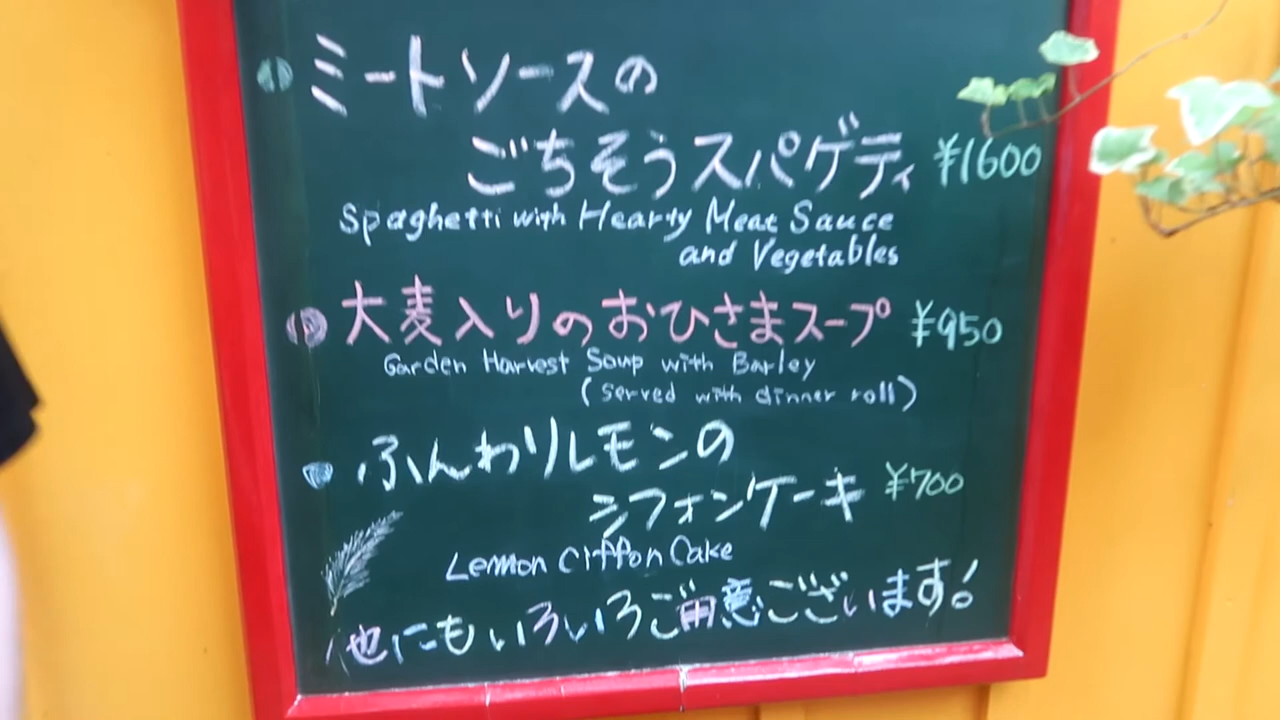 ミートソースの
ごちそうスパゲティ ¥1600
Spaghetti with Hearty Meat Sauce
and Vegetables
大麦入りのおひさまスープ ¥950
Garden Harvest Soup with Barley
(served with dinner roll)
ふんわりレモンの
シフォンケーキ ¥700
Lemon Ciffon Cake
他にもいろいろご用意ございます!